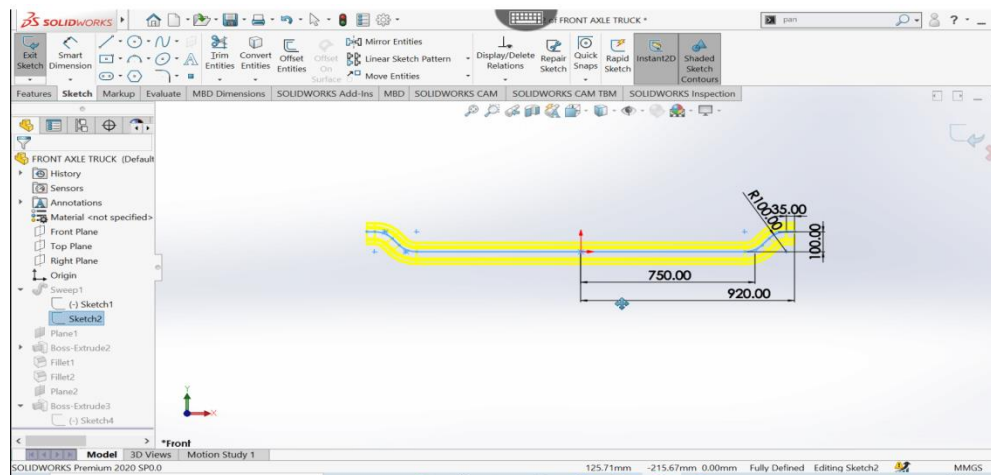 SOLIDWORKS
FRONT AXLE TRUCK *
pan
Exit Sketch
Smart Dimension
Trim Entities
Convert Entities
Offset Entities
Offset On Surface
Mirror Entities
Linear Sketch Pattern
Move Entities
Display/Delete Relations
Repair Sketch
Quick Snaps
Rapid Sketch
Instant2D
Shaded Sketch Contours
Features Sketch Markup Evaluate MBD Dimensions SOLIDWORKS Add-Ins MBD SOLIDWORKS CAM SOLIDWORKS CAM TBM SOLIDWORKS Inspection
FRONT AXLE TRUCK (Default
History
Sensors
Annotations
Material <not specified>
Front Plane
Top Plane
Right Plane
Origin
Sweep1
(-) Sketch1
Sketch2
Plane1
Boss-Extrude2
Fillet1
Fillet2
Plane2
Boss-Extrude3
(-) Sketch4
R100.00
35.00
100.00
750.00
920.00
Y
X
*Front
Model 3D Views Motion Study 1
SOLIDWORKS Premium 2020 SP0.0
125.71mm -215.67mm 0.00mm Fully Defined Editing Sketch2 MMGS